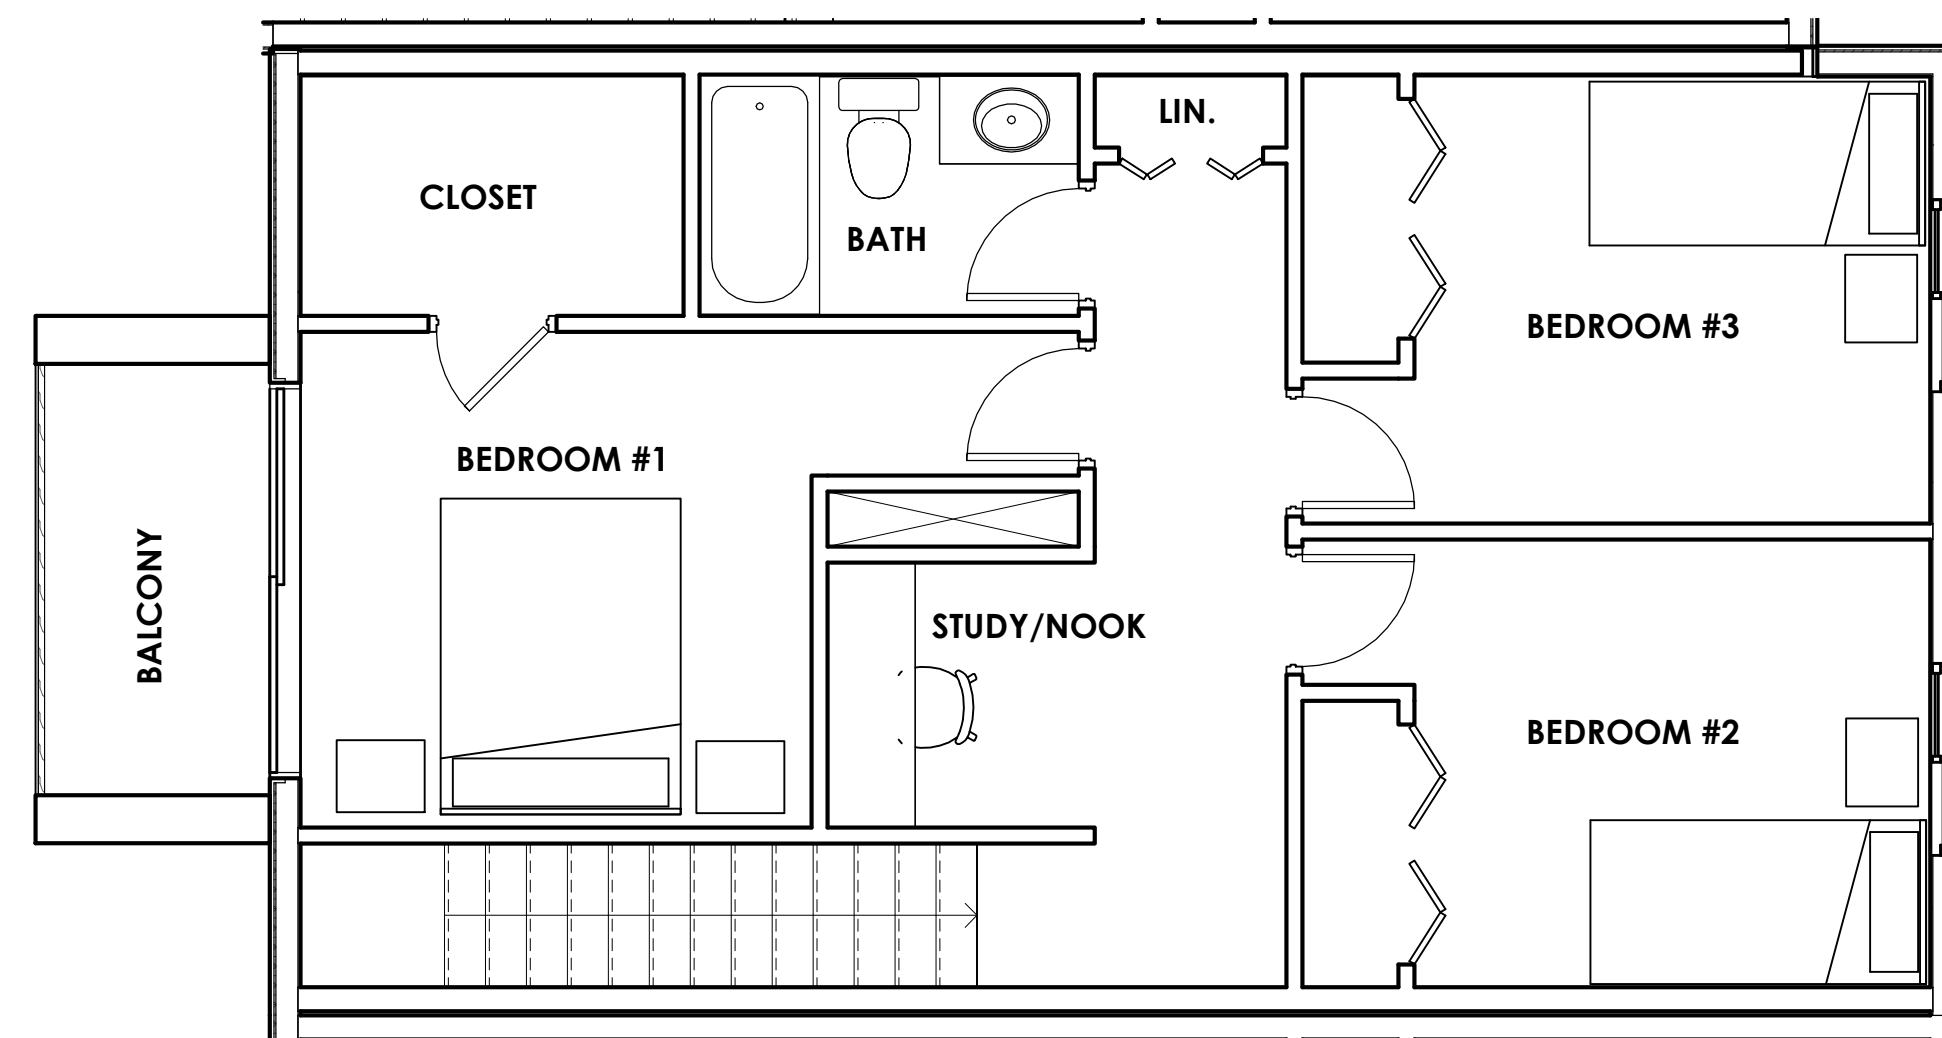 LIN.
CLOSET
BATH
BEDROOM #3
BEDROOM #1
BALCONY
STUDY/NOOK
BEDROOM #2